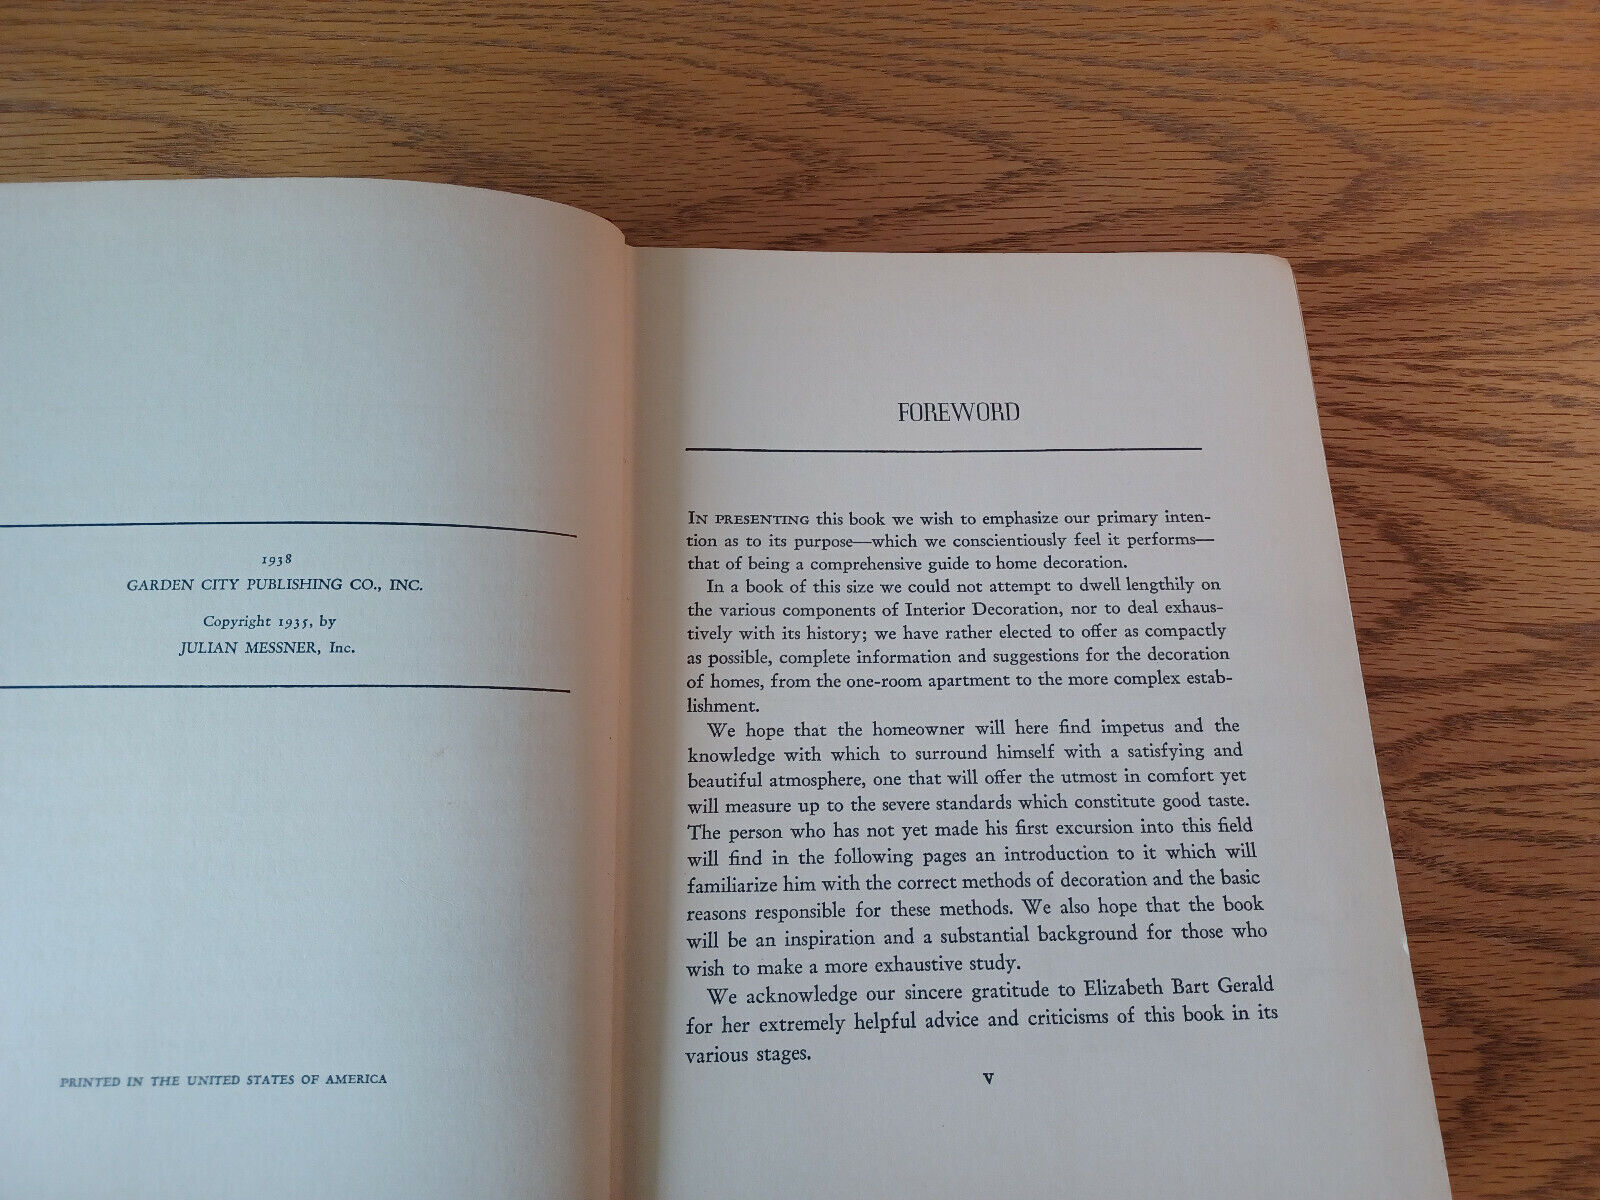 1938
GARDEN CITY PUBLISHING CO., INC.
Copyright 1935, by
JULIAN MESSNER, Inc.
PRINTED IN THE UNITED STATES OF AMERICA
FOREWORD
IN PRESENTING this book we wish to emphasize our primary inten-
tion as to its purpose—which we conscientiously feel it performs—
that of being a comprehensive guide to home decoration.
In a book of this size we could not attempt to dwell lengthily on
the various components of Interior Decoration, nor to deal exhaus-
tively with its history; we have rather elected to offer as compactly
as possible, complete information and suggestions for the decoration
of homes, from the one-room apartment to the more complex estab-
lishment.
We hope that the homeowner will here find impetus and the
knowledge with which to surround himself with a satisfying and
beautiful atmosphere, one that will offer the utmost in comfort yet
will measure up to the severe standards which constitute good taste.
The person who has not yet made his first excursion into this field
will find in the following pages an introduction to it which will
familiarize him with the correct methods of decoration and the basic
reasons responsible for these methods. We also hope that the book
will be an inspiration and a substantial background for those who
wish to make a more exhaustive study.
We acknowledge our sincere gratitude to Elizabeth Bart Gerald
for her extremely helpful advice and criticisms of this book in its
various stages.
V